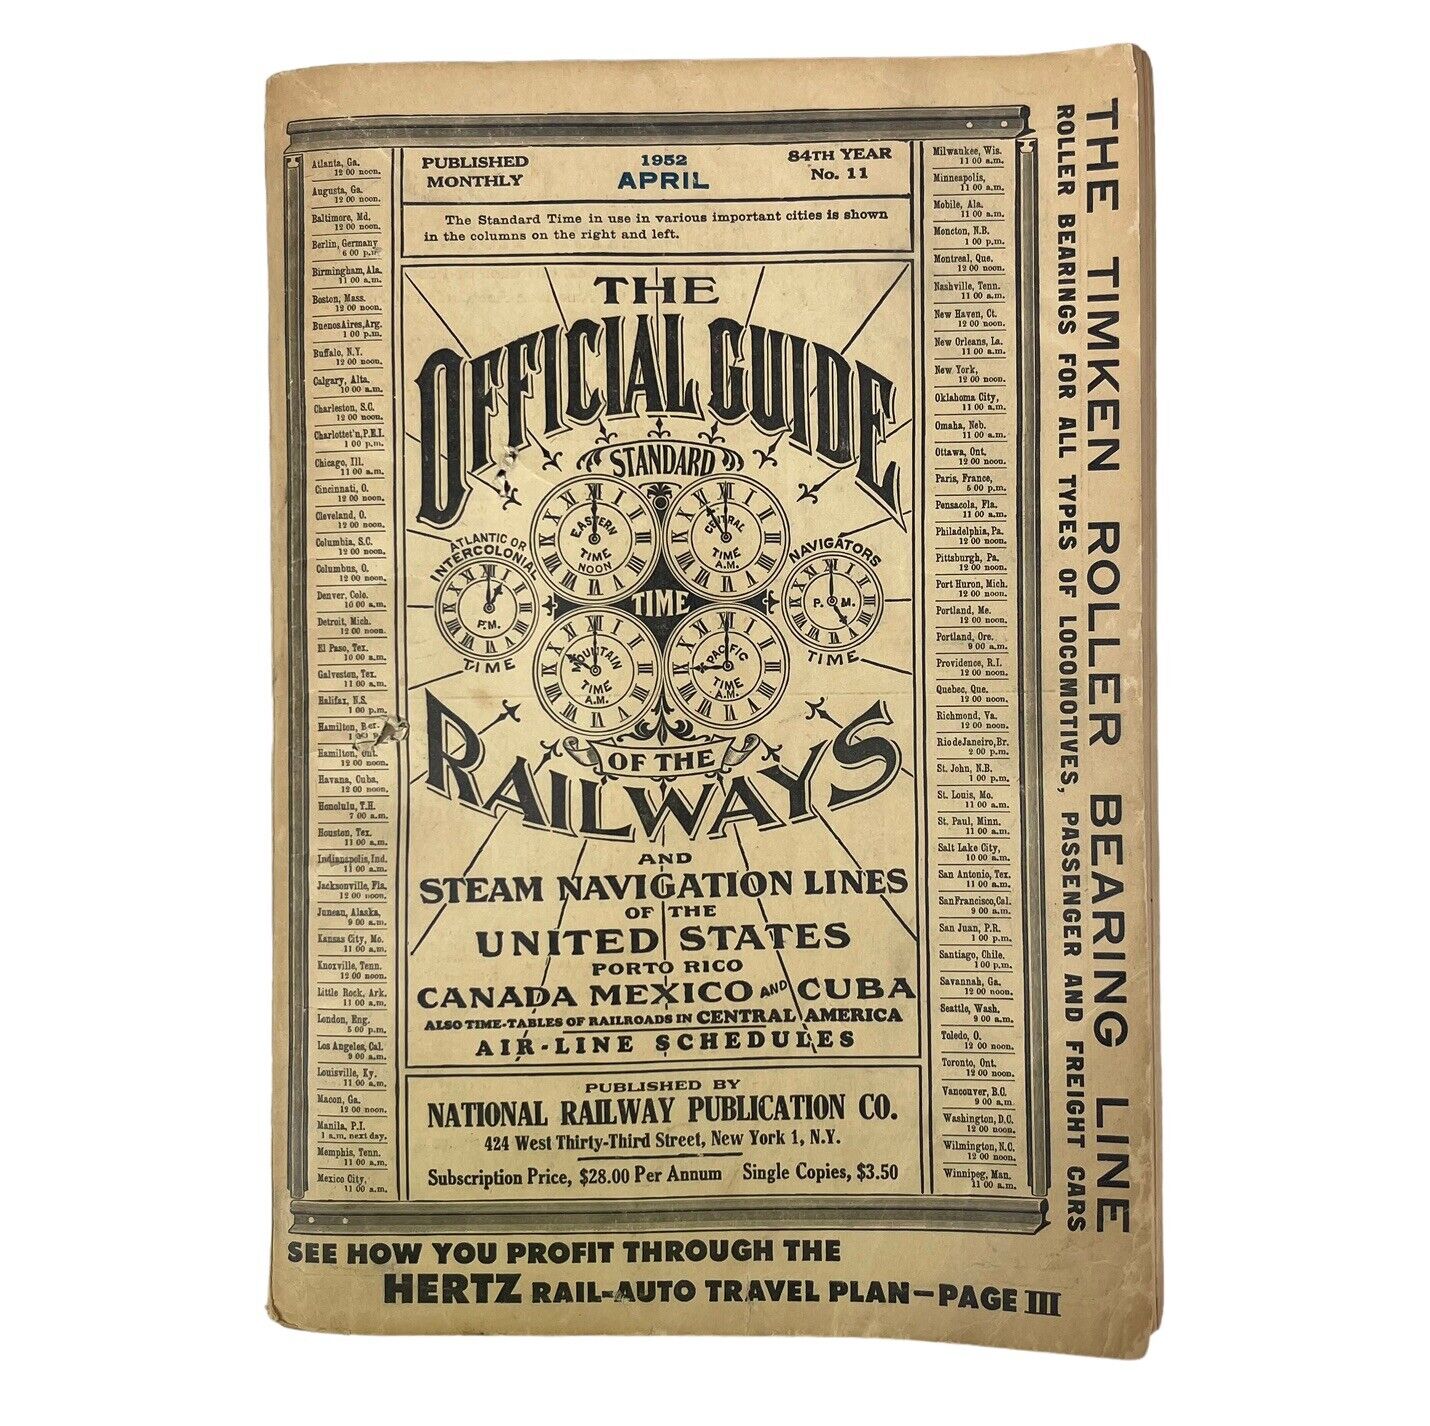 PUBLISHED
MONTHLY
1952
APRIL
84TH YEAR
No. 11
The Standard Time in use in various important cities is shown
in the columns on the right and left.
Atlanta, Ga.
12 00 noon.
Augusta, Ga.
12 00 noon.
Baltimore, Md.
12 00 noon.
Berlin, Germany
6 00 p.m.
Birmingham, Ala.
11 00 a.m.
Boston, Mass.
12 00 noon.
Buenos Aires, Arg.
1 00 p.m.
Buffalo, N.Y.
12 00 noon.
Calgary, Alta.
10 00 a.m.
Charleston, S.C.
12 00 noon.
Charlottet'n, P.E.I.
1 00 p.m.
Chicago, Ill.
11 00 a.m.
Cincinnati, O.
12 00 noon.
Cleveland, O.
12 00 noon.
Columbia, S.C.
12 00 noon.
Columbus, O.
12 00 noon.
Denver, Colo.
10 00 a.m.
Detroit, Mich.
12 00 noon.
El Paso, Tex.
10 00 a.m.
Galveston, Tex.
11 00 a.m.
Halifax, N.S.
1 00 p.m.
Hamilton, Ber.
1 00 p.m.
Hamilton, Ont.
12 00 noon.
Havana, Cuba,
12 00 noon.
Honolulu, T.H.
7 00 a.m.
Houston, Tex.
11 00 a.m.
Indianapolis, Ind.
11 00 a.m.
Jacksonville, Fla.
12 00 noon.
Juneau, Alaska,
9 00 a.m.
Kansas City, Mo.
11 00 a.m.
Knoxville, Tenn.
12 00 noon.
Little Rock, Ark.
11 00 a.m.
London, Eng.
5 00 p.m.
Los Angeles, Cal.
9 00 a.m.
Louisville, Ky.
11 00 a.m.
Macon, Ga.
12 00 noon.
Manila, P.I.
1 a.m. next day.
Memphis, Tenn.
11 00 a.m.
Mexico City,
11 00 a.m.
THE
OFFICIAL GUIDE
STANDARD
EASTERN
TIME
NOON
CENTRAL
TIME
A.M.
ATLANTIC OR
INTERCOLONIAL
P.M.
TIME
NAVIGATORS
P. M.
TIME
TIME
MOUNTAIN
TIME
A.M.
PACIFIC
TIME
A.M.
OF THE
RAILWAYS
AND
STEAM NAVIGATION LINES
OF THE
UNITED STATES
PORTO RICO
CANADA MEXICO AND CUBA
ALSO TIME-TABLES OF RAILROADS IN CENTRAL AMERICA
AIR-LINE SCHEDULES
PUBLISHED BY
NATIONAL RAILWAY PUBLICATION CO.
424 West Thirty-Third Street, New York 1, N.Y.
Subscription Price, $28.00 Per Annum Single Copies, $3.50
Milwaukee, Wis.
11 00 a.m.
Minneapolis,
11 00 a.m.
Mobile, Ala.
11 00 a.m.
Moncton, N.B.
1 00 p.m.
Montreal, Que.
12 00 noon.
Nashville, Tenn.
11 00 a.m.
New Haven, Ct.
12 00 noon.
New Orleans, La.
11 00 a.m.
New York,
12 00 noon.
Oklahoma City,
11 00 a.m.
Omaha, Neb.
11 00 a.m.
Ottawa, Ont.
12 00 noon.
Paris, France,
5 00 p.m.
Pensacola, Fla.
11 00 a.m.
Philadelphia, Pa.
12 00 noon.
Pittsburgh, Pa.
12 00 noon.
Port Huron, Mich.
12 00 noon.
Portland, Me.
12 00 noon.
Portland, Ore.
9 00 a.m.
Providence, R.I.
12 00 noon.
Quebec, Que.
12 00 noon.
Richmond, Va.
12 00 noon.
Rio de Janeiro, Br.
2 00 p.m.
St. John, N.B.
1 00 p.m.
St. Louis, Mo.
11 00 a.m.
St. Paul, Minn.
11 00 a.m.
Salt Lake City,
10 00 a.m.
San Antonio, Tex.
11 00 a.m.
San Francisco, Cal.
9 00 a.m.
San Juan, P.R.
1 00 p.m.
Santiago, Chile.
1 00 p.m.
Savannah, Ga.
12 00 noon.
Seattle, Wash.
9 00 a.m.
Toledo, O.
12 00 noon.
Toronto, Ont.
12 00 noon.
Vancouver, B.C.
9 00 a.m.
Washington, D.C.
12 00 noon.
Wilmington, N.C.
12 00 noon.
Winnipeg, Man.
11 00 a.m.
THE TIMKEN ROLLER BEARING LINE
ROLLER BEARINGS FOR ALL TYPES OF LOCOMOTIVES, PASSENGER AND FREIGHT CARS
SEE HOW YOU PROFIT THROUGH THE
HERTZ RAIL-AUTO TRAVEL PLAN—PAGE III